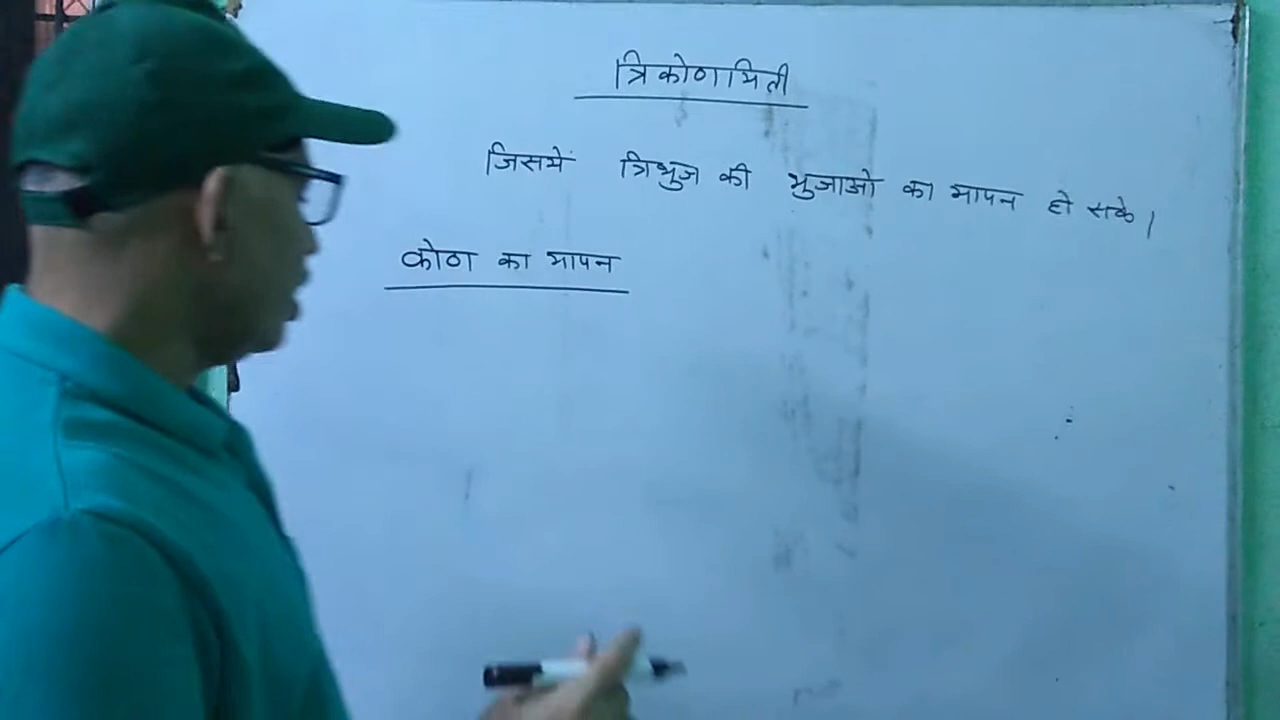 त्रिकोणमिती
जिसमें त्रिभुज की भुजाओ का मापन हो सके।
कोण का मापन